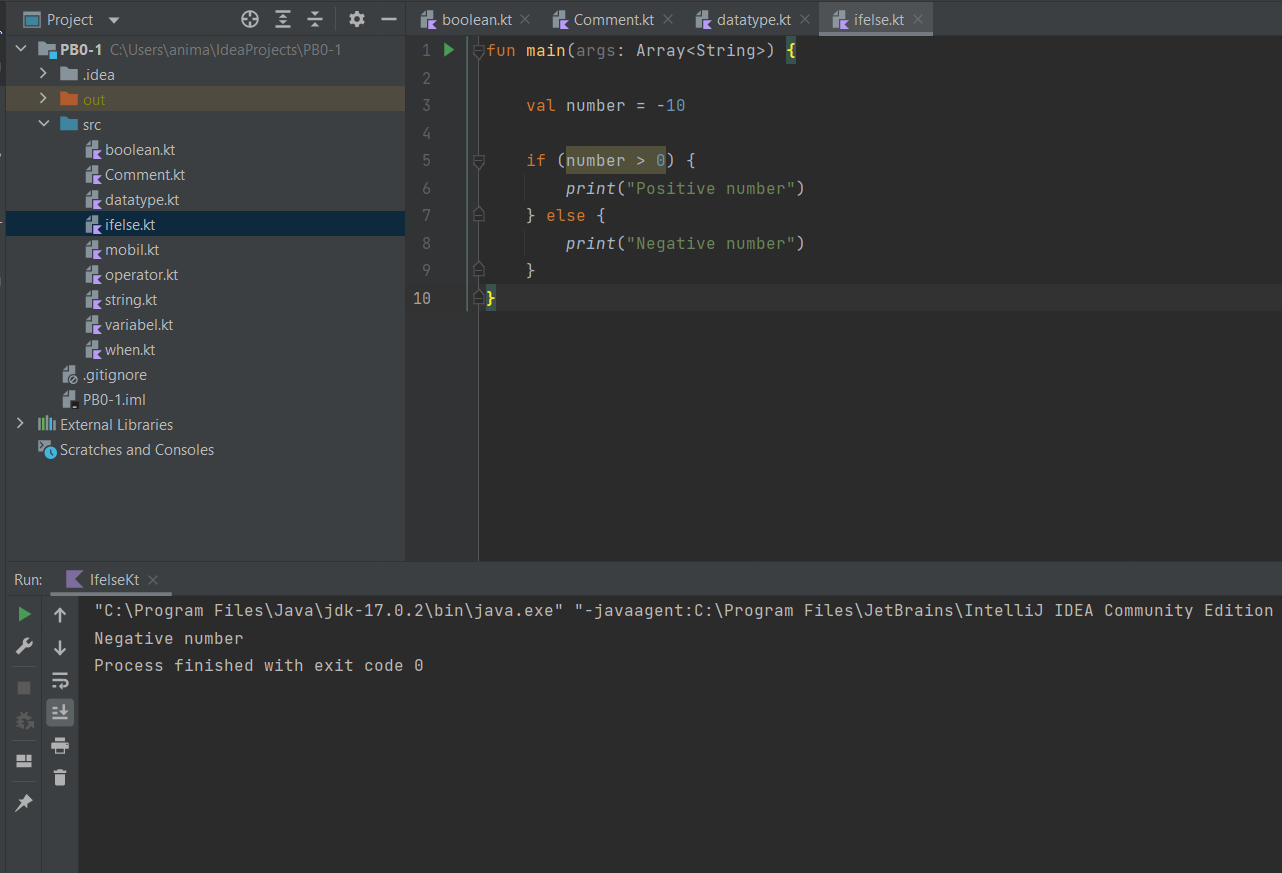 Project
PB0-1 C:\Users\anima\IdeaProjects\PB0-1
.idea
out
src
boolean.kt
Comment.kt
datatype.kt
ifelse.kt
mobil.kt
operator.kt
string.kt
variabel.kt
when.kt
.gitignore
PB0-1.iml
External Libraries
Scratches and Consoles
boolean.kt Comment.kt datatype.kt ifelse.kt
1 fun main(args: Array<String>) {
2
3 val number = -10
4
5 if (number > 0) {
6 print("Positive number")
7 } else {
8 print("Negative number")
9 }
10 }
Run: IfelseKt
"C:\Program Files\Java\jdk-17.0.2\bin\java.exe" "-javaagent:C:\Program Files\JetBrains\IntelliJ IDEA Community Edition
Negative number
Process finished with exit code 0